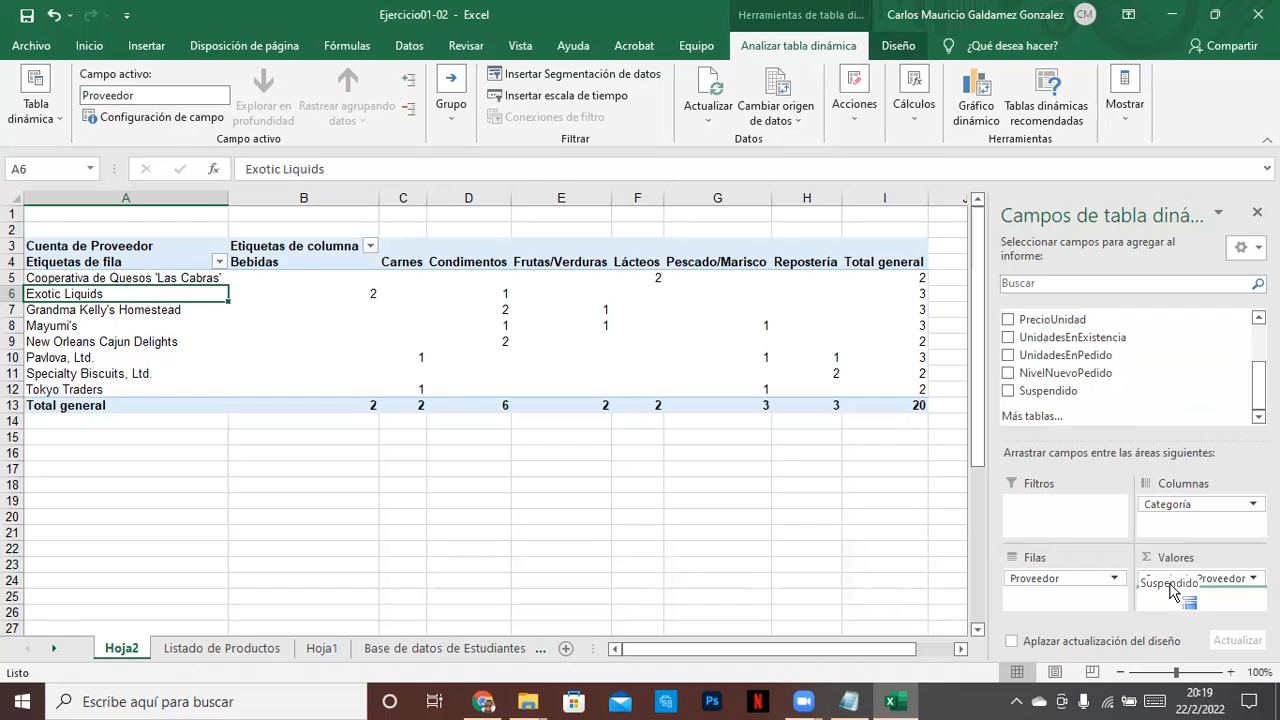 Ejercicio01-02 - Excel
Herramientas de tabla di...
Carlos Mauricio Galdamez Gonzalez
CM
Archivo Inicio Insertar Disposición de página Fórmulas Datos Revisar Vista Ayuda Acrobat Equipo Analizar tabla dinámica Diseño ¿Qué desea hacer? Compartir
Tabla dinámica
Campo activo:
Proveedor
Configuración de campo
Explorar en profundidad
Rastrear agrupando datos
Campo activo
Grupo
Insertar Segmentación de datos
Insertar escala de tiempo
Conexiones de filtro
Filtrar
Actualizar
Cambiar origen de datos
Datos
Acciones
Cálculos
Gráfico dinámico
Tablas dinámicas recomendadas
Herramientas
Mostrar
A6 fx Exotic Liquids
A B C D E F G H I J
1
2
3 Cuenta de Proveedor Etiquetas de columna
4 Etiquetas de fila Bebidas Carnes Condimentos Frutas/Verduras Lácteos Pescado/Marisco Repostería Total general
5 Cooperativa de Quesos 'Las Cabras' 2 2
6 Exotic Liquids 2 1 3
7 Grandma Kelly's Homestead 2 1 3
8 Mayumi's 1 1 1 3
9 New Orleans Cajun Delights 2 2
10 Pavlova, Ltd. 1 1 1 3
11 Specialty Biscuits, Ltd. 2 2
12 Tokyo Traders 1 1 2
13 Total general 2 2 6 2 2 3 3 20
14
15
16
17
18
19
20
21
22
23
24
25
26
27
Campos de tabla diná...
Seleccionar campos para agregar al informe:
Buscar
PrecioUnidad
UnidadesEnExistencia
UnidadesEnPedido
NivelNuevoPedido
Suspendido
Más tablas...
Arrastrar campos entre las áreas siguientes:
Filtros
Columnas
Categoría
Filas
Proveedor
Σ Valores
Proveedor
Suspendido
Aplazar actualización del diseño
Actualizar
Hoja2 Listado de Productos Hoja1 Base de datos de Estudiantes ...
Listo
100%
Escribe aquí para buscar
Ps
N
20:19
22/2/2022